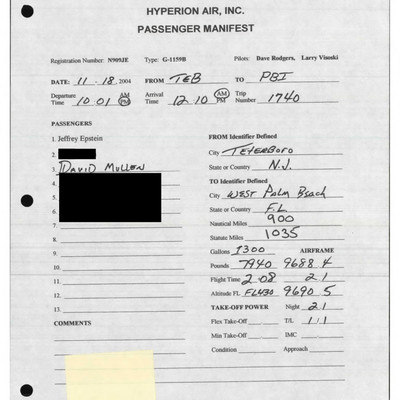 HYPERION AIR, INC.
PASSENGER MANIFEST
Registration Number N909JE Type: G-1159B Pilots: Dave Rodgers, Larry Visoski
DATE: 11-18 2004 FROM TEB TO PBI
Departure Time 10 01 AM PM Arrival Time 12 10 AM PM Trip Number 1740
PASSENGERS
1. Jeffrey Epstein
2.
3. DAVID MULLEN
4.
5.
6.
7.
8.
9.
10.
11.
12.
13.
COMMENTS
FROM Identifier Defined
City TETERBORO
State or Country N.J.
TO Identifier Defined
City WEST PALM BEACH
State or Country F.L
Nautical Miles 900
Statute Miles 1035
Gallons 1300 AIRFRAME
Pounds 7940 9688 4
Flight Time 2 08 2 1
Altitude FL FL430 9690 5
TAKE-OFF POWER Night 2.1
Flex Take-Off T/L 1 1
Min Take-Off IMC
Condition Approach